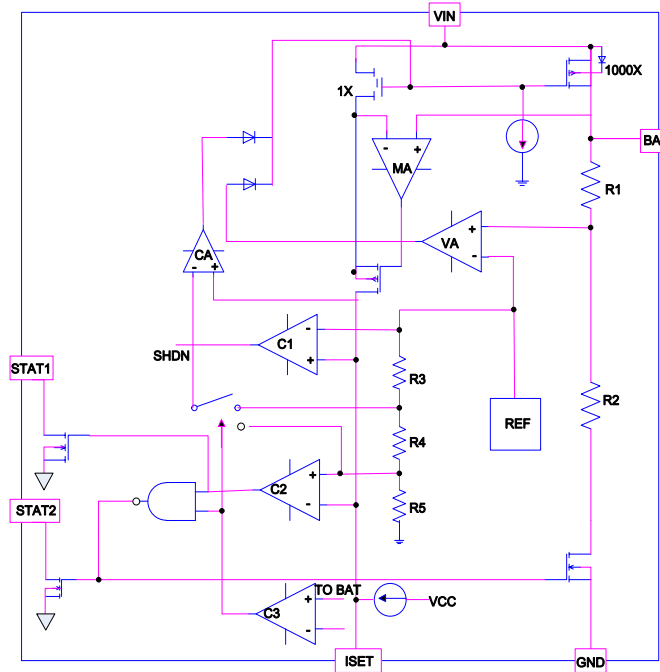 VIN
1000X
1X
BA
- +
MA
R1
CA
- +
+
VA
-
-
C1
+
SHDN
R3
STAT1
R2
REF
R4
+
C2
-
R5
STAT2
TO BAT
+
C3
-
VCC
ISET
GND